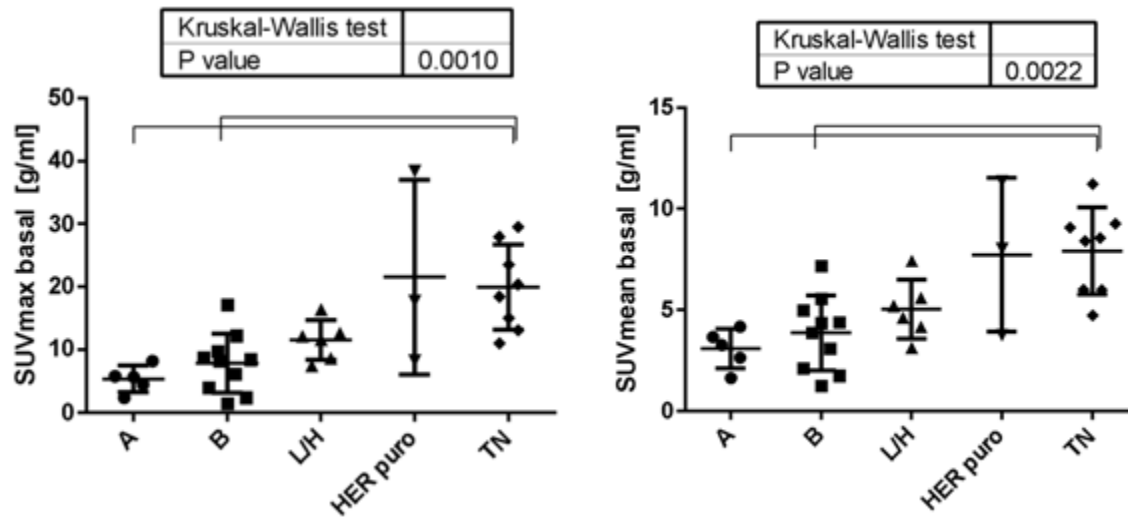 Kruskal-Wallis test
P value 0.0010
SUVmax basal [g/ml]
50
40
30
20
10
0
A
B
L/H
HER puro
TN
Kruskal-Wallis test
P value 0.0022
SUVmean basal [g/ml]
15
10
5
0
A
B
L/H
HER puro
TN